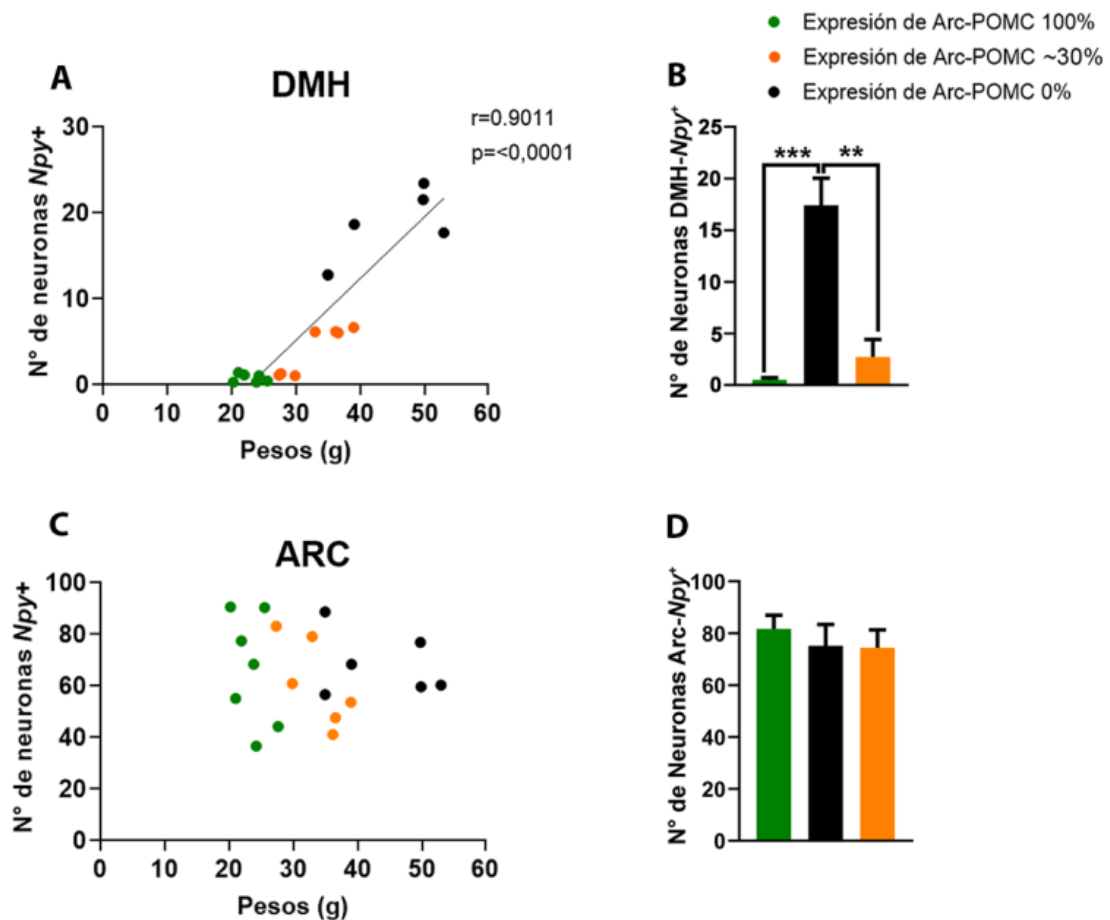 Expresión de Arc-POMC 100%
Expresión de Arc-POMC ~30%
Expresión de Arc-POMC 0%
A
DMH
r=0.9011
p=<0,0001
N° de neuronas Npy+
30
20
10
0
0 10 20 30 40 50 60
Pesos (g)
B
N° de Neuronas DMH-Npy⁺
25
20
15
10
5
0
*** **
C
ARC
N° de neuronas Npy+
100
80
60
40
20
0
0 10 20 30 40 50 60
Pesos (g)
D
N° de Neuronas Arc-Npy⁺
100
80
60
40
20
0